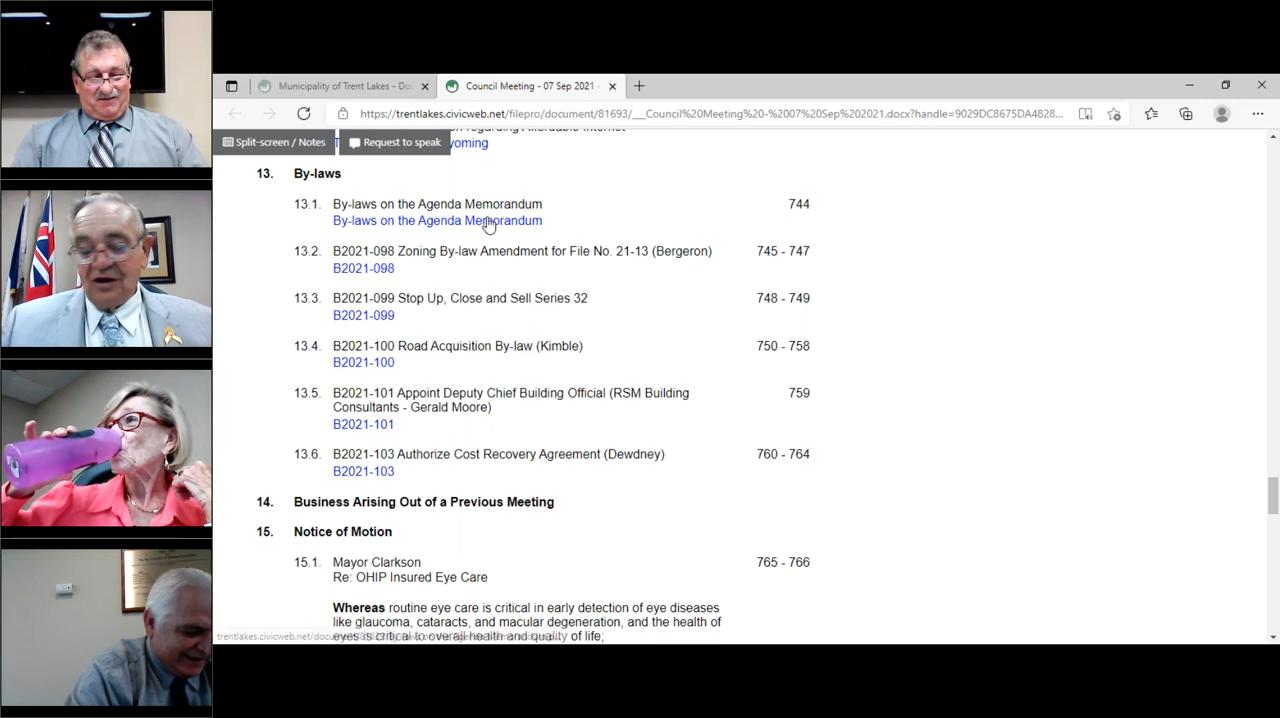 Municipality of Trent Lakes - Doc
Council Meeting - 07 Sep 2021 -
https://trentlakes.civicweb.net/filepro/document/81693/___Council%20Meeting%20-%2007%20Sep%202021.docx?handle=9029DC8675DA4828...
regarding Affordable Internet
Split-screen / Notes
Request to speak
yoming
13. By-laws
13.1. By-laws on the Agenda Memorandum 744
By-laws on the Agenda Memorandum
13.2. B2021-098 Zoning By-law Amendment for File No. 21-13 (Bergeron) 745 - 747
B2021-098
13.3. B2021-099 Stop Up, Close and Sell Series 32 748 - 749
B2021-099
13.4. B2021-100 Road Acquisition By-law (Kimble) 750 - 758
B2021-100
13.5. B2021-101 Appoint Deputy Chief Building Official (RSM Building 759
Consultants - Gerald Moore)
B2021-101
13.6. B2021-103 Authorize Cost Recovery Agreement (Dewdney) 760 - 764
B2021-103
14. Business Arising Out of a Previous Meeting
15. Notice of Motion
15.1. Mayor Clarkson 765 - 766
Re: OHIP Insured Eye Care
Whereas routine eye care is critical in early detection of eye diseases
like glaucoma, cataracts, and macular degeneration, and the health of
eyes is critical to overall health and quality of life;
trentlakes.civicweb.net/document/